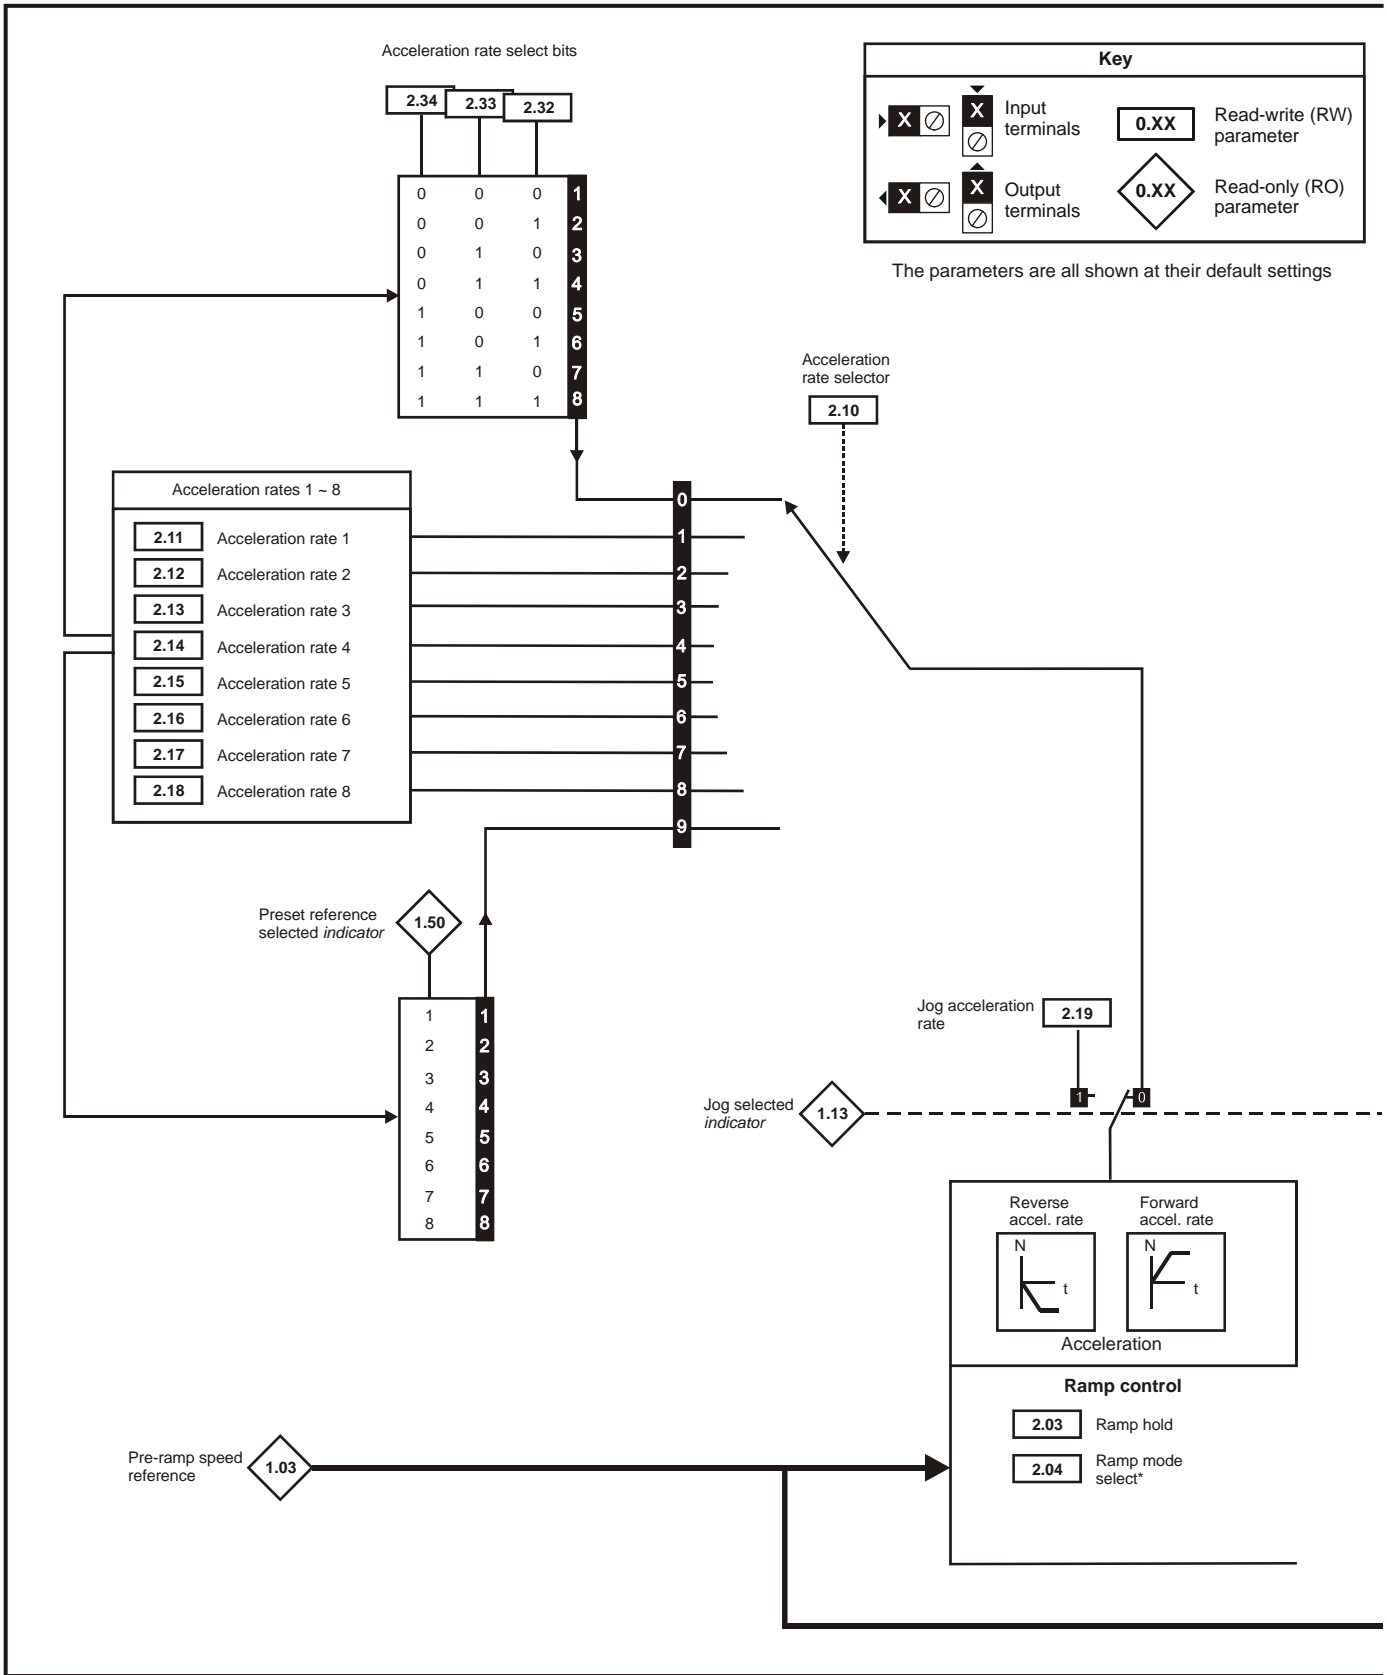 Acceleration rate select bits
2.34 2.33 2.32
0 0 0 1
0 0 1 2
0 1 0 3
0 1 1 4
1 0 0 5
1 0 1 6
1 1 0 7
1 1 1 8
Key
X
X
Input
terminals
0.XX
Read-write (RW)
parameter
X
X
Output
terminals
0.XX
Read-only (RO)
parameter
The parameters are all shown at their default settings
Acceleration
rate selector
2.10
Acceleration rates 1 ~ 8
2.11 Acceleration rate 1
2.12 Acceleration rate 2
2.13 Acceleration rate 3
2.14 Acceleration rate 4
2.15 Acceleration rate 5
2.16 Acceleration rate 6
2.17 Acceleration rate 7
2.18 Acceleration rate 8
0
1
2
3
4
5
6
7
8
9
Preset reference
selected indicator
1.50
1 1
2 2
3 3
4 4
5 5
6 6
7 7
8 8
Jog acceleration
rate
2.19
1 0
Jog selected
indicator
1.13
Reverse
accel. rate
N
t
Forward
accel. rate
N
t
Acceleration
Ramp control
2.03 Ramp hold
2.04 Ramp mode
select*
Pre-ramp speed
reference
1.03